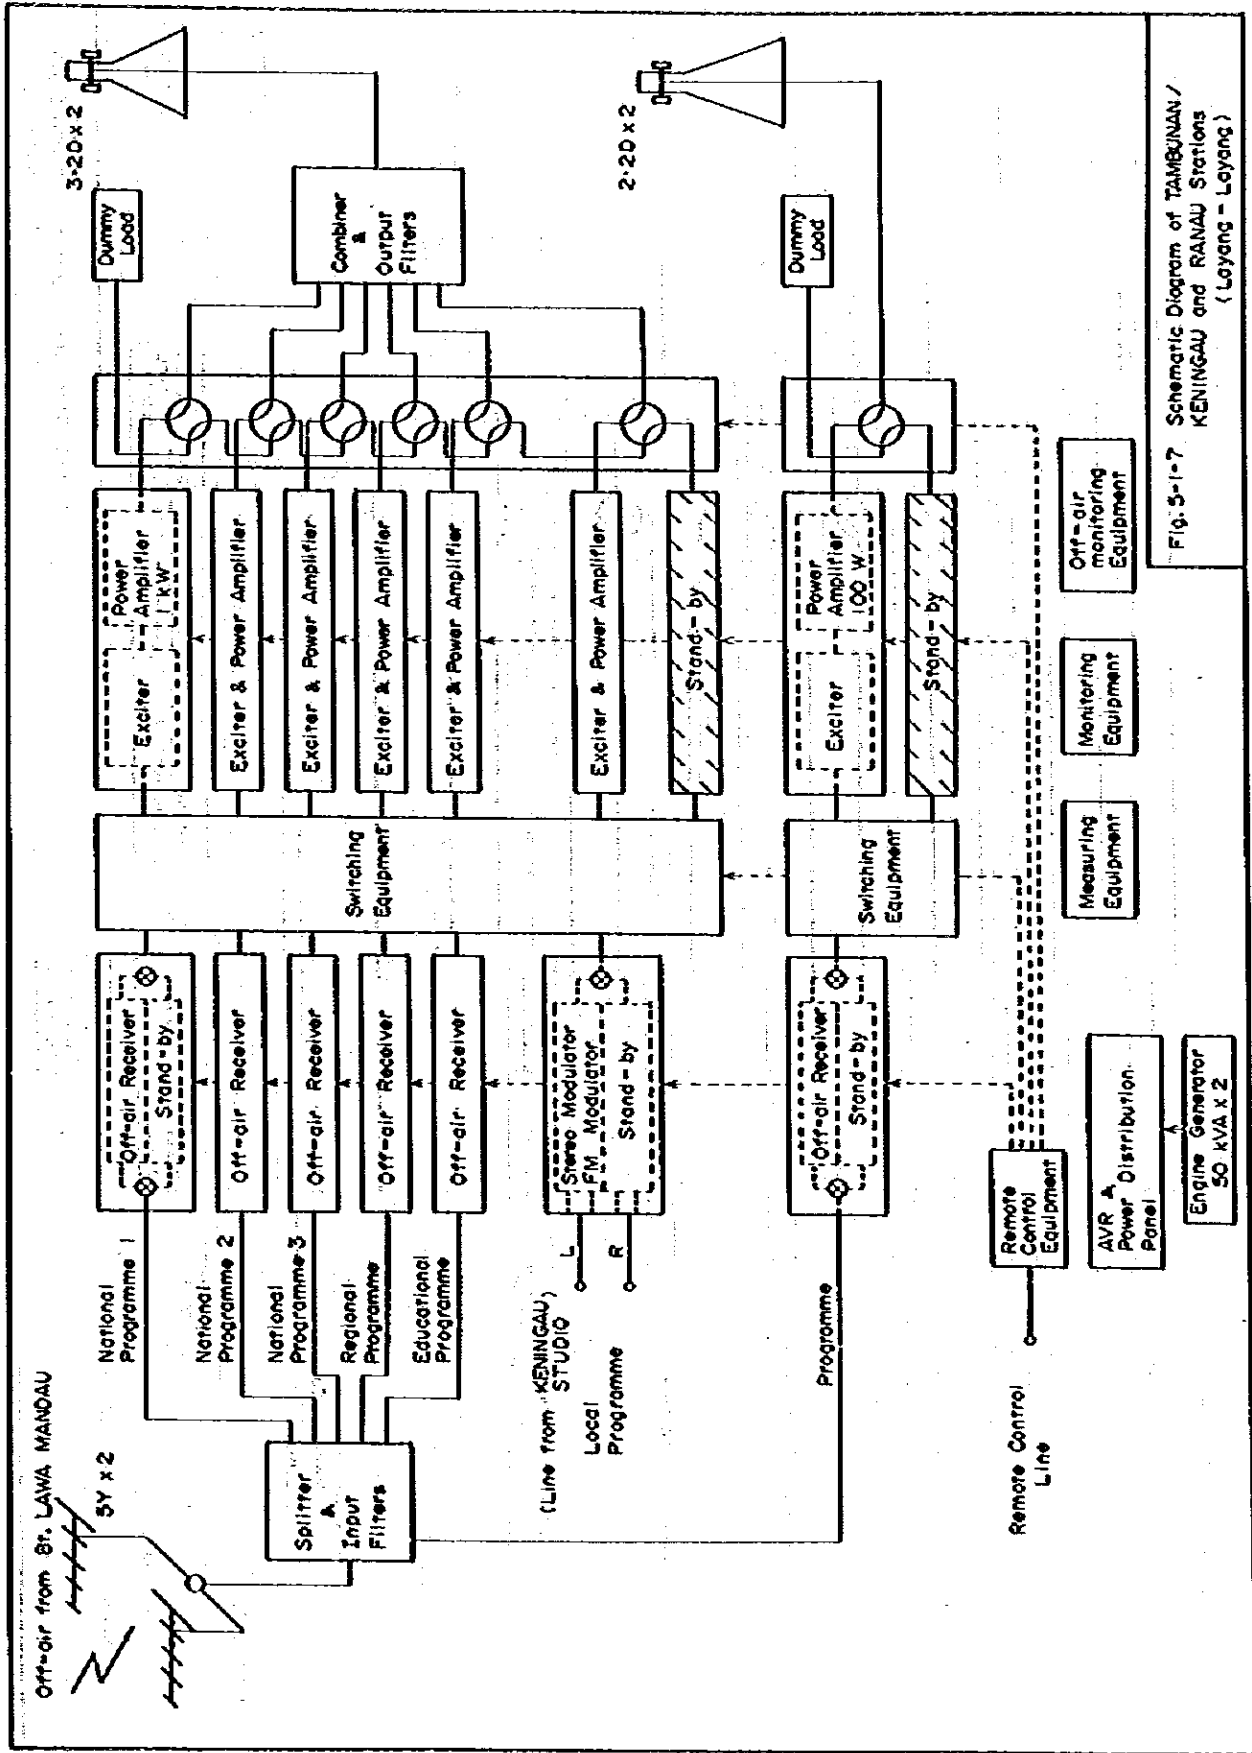 Off-air from Bt. LAWA MANDAU
5Y x 2
Splitter
&
Input
Filters
National
Programme 1
National
Programme 2
National
Programme 3
Regional
Programme
Educational
Programme
(Line from KENINGAU)
STUDIO
Local
Programme
L
R
Programme
Remote Control
Line
Off-air Receiver
Stand-by
Off-air Receiver
Off-air Receiver
Off-air Receiver
Off-air Receiver
Stereo Modulator
FM Modulator
Stand-by
Off-air Receiver
Stand-by
Remote
Control
Equipment
AVR &
Power Distribution
Panel
Engine Generator
50 KVA x 2
Switching
Equipment
Switching
Equipment
Measuring
Equipment
Monitoring
Equipment
Off-air
monitoring
Equipment
Exciter
Power
Amplifier
1 kW
Exciter & Power Amplifier
Exciter & Power Amplifier
Exciter & Power Amplifier
Exciter & Power Amplifier
Exciter & Power Amplifier
Stand-by
Exciter
Power
Amplifier
100 W
Stand-by
Dummy
Load
Combiner
&
Output
Filters
Dummy
Load
3-2D x 2
2-2D x 2
Fig. 5-1-7 Schematic Diagram of TAMBUNAN/
KENINGAU and RANAU Stations
(Layang-Layang)